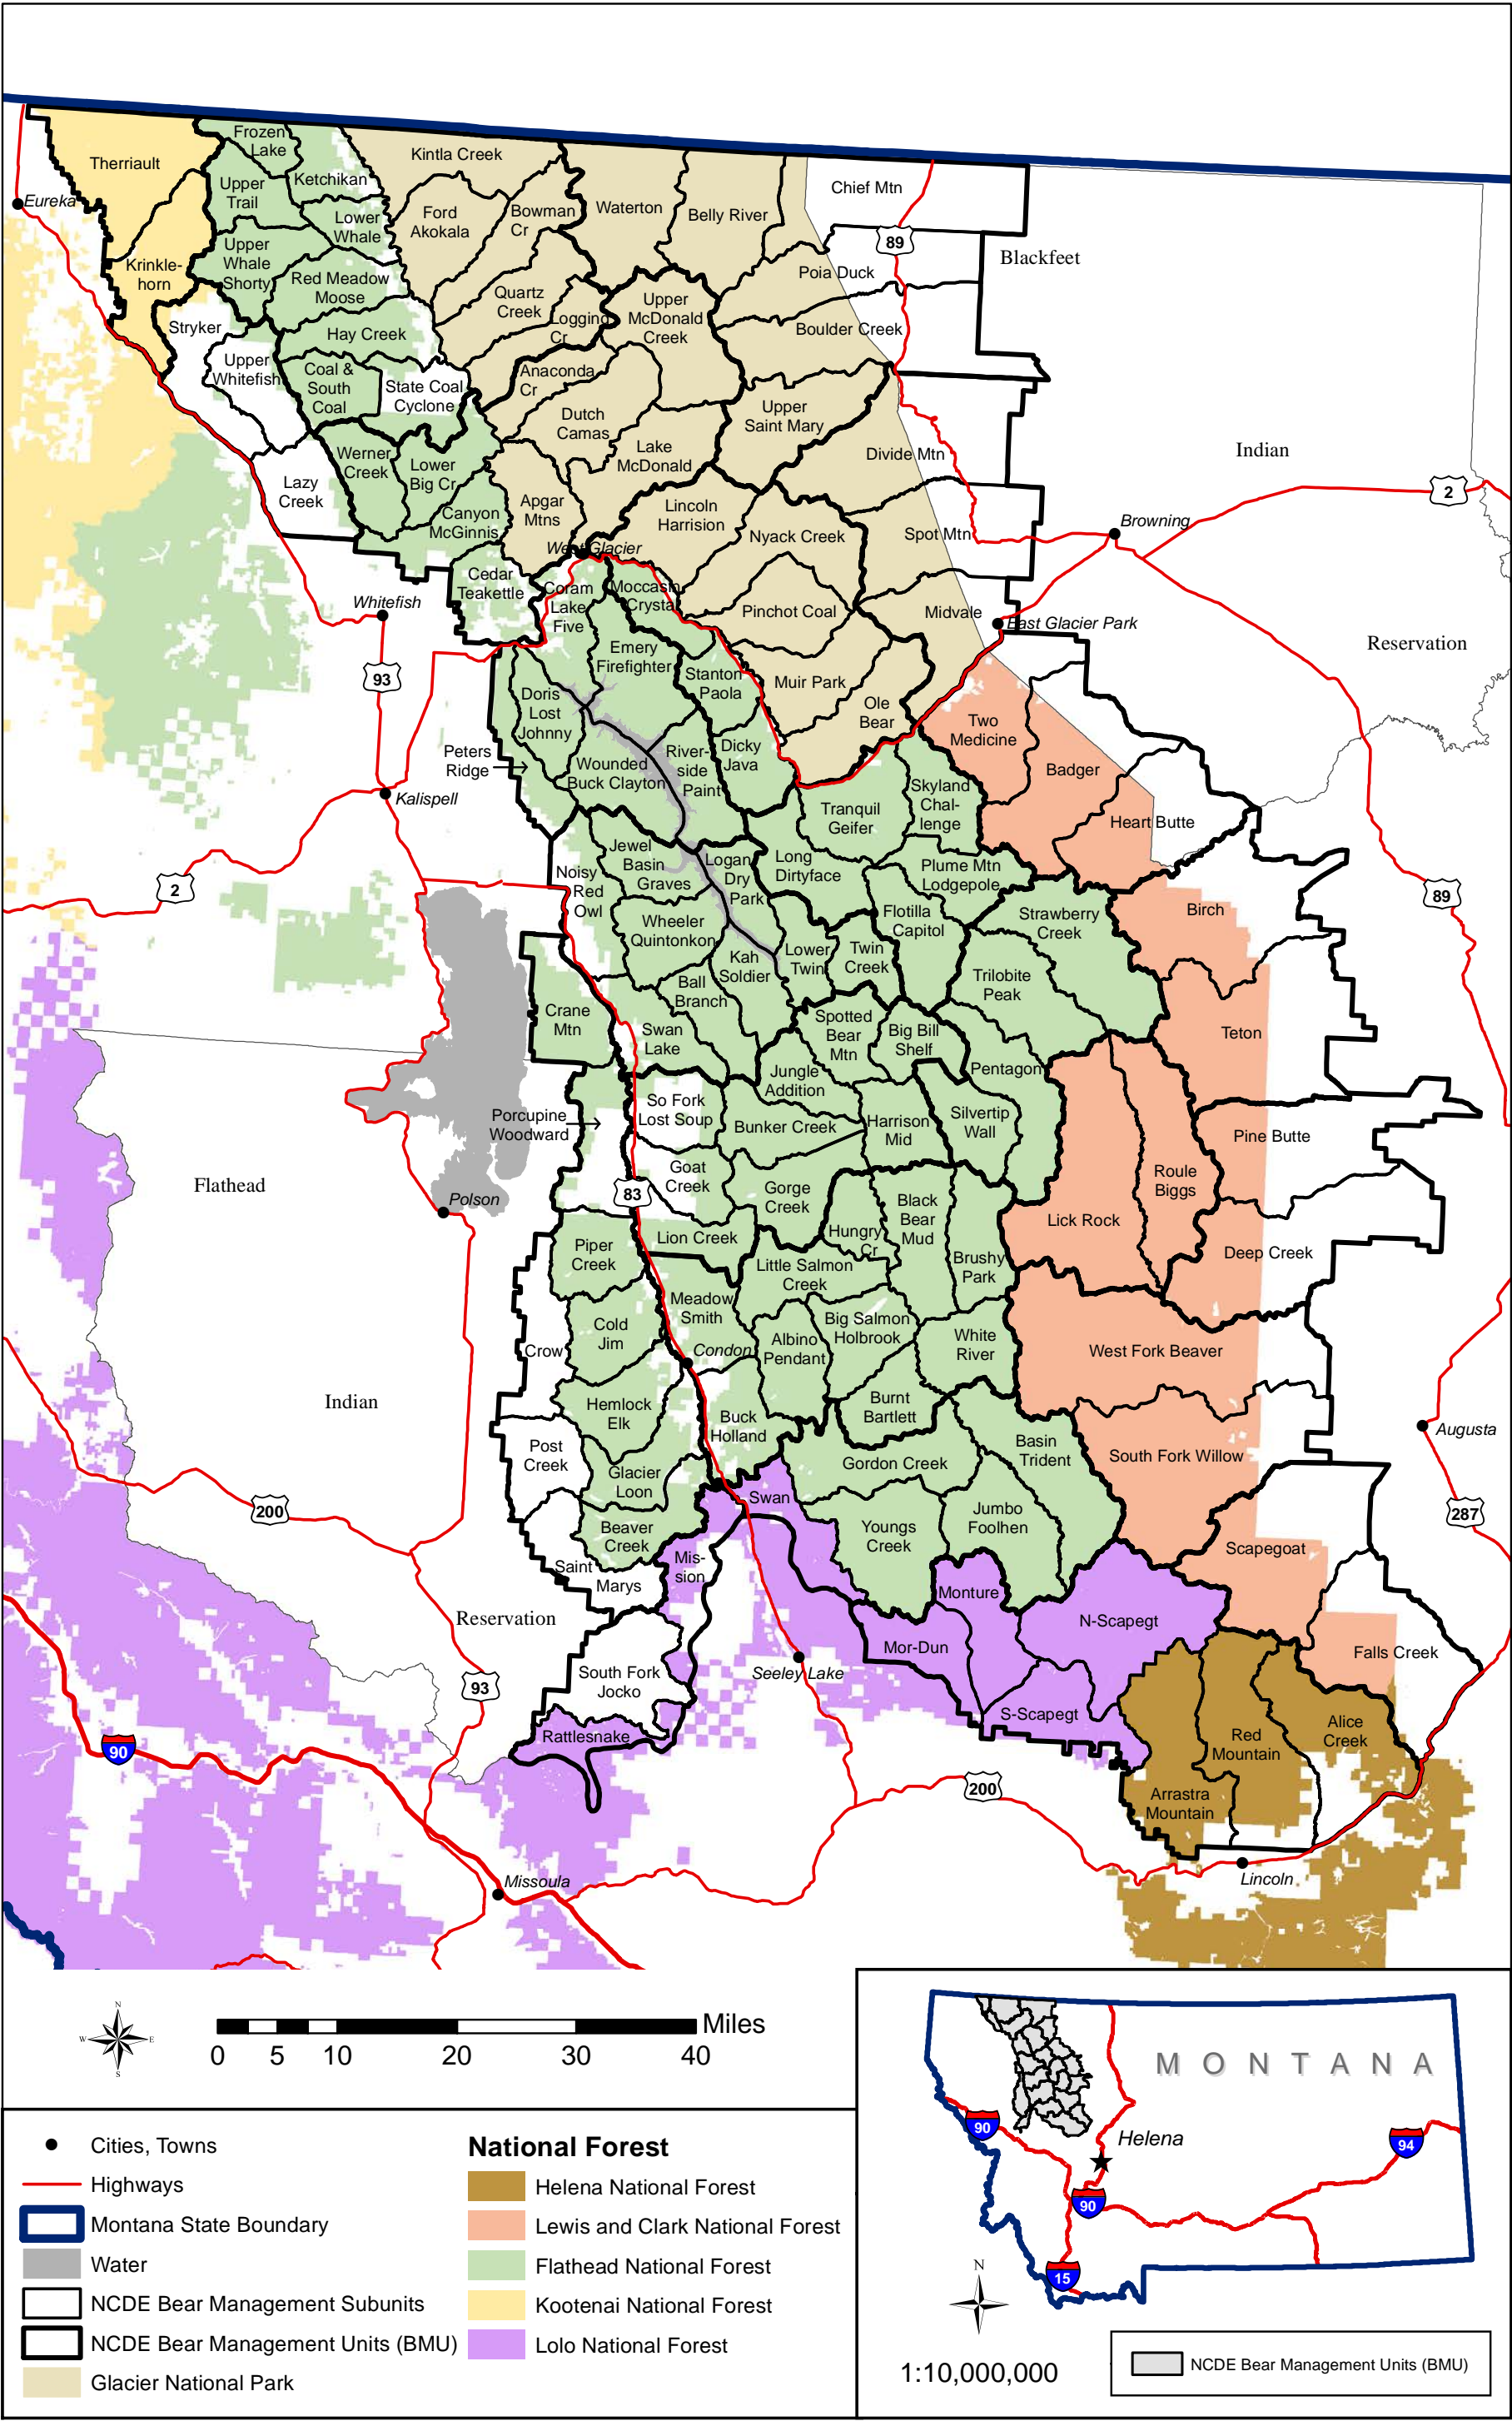 Therriault
Frozen
Lake
Ketchikan
Upper
Trail
Lower
Whale
Kintla Creek
Ford
Akokala
Bowman
Cr
Waterton
Belly River
Chief Mtn
89
Blackfeet
Eureka
Krinkle-
horn
Upper
Whale
Shorty
Red Meadow
Moose
Quartz
Creek
Logging
Cr
Upper
McDonald
Creek
Poia Duck
Boulder Creek
Stryker
Upper
Whitefish
Hay Creek
Coal &
South
Coal
State Coal
Cyclone
Anaconda
Cr
Dutch
Camas
Lake
McDonald
Upper
Saint Mary
Divide Mtn
Indian
2
Lazy
Creek
Werner
Creek
Lower
Big Cr
Canyon
McGinnis
Apgar
Mtns
Lincoln
Harrision
Nyack Creek
Spot Mtn
Browning
West Glacier
Cedar
Teakettle
Coram
Lake
Five
Moccasin
Crystal
Pinchot Coal
Midvale
East Glacier Park
Reservation
Whitefish
93
Emery
Firefighter
Stanton
Paola
Muir Park
Ole
Bear
Two
Medicine
Badger
Heart Butte
Doris
Lost
Johnny
Peters
Ridge
Wounded
Buck Clayton
River-
side
Paint
Dicky
Java
Tranquil
Geifer
Skyland
Chal-
lenge
Kalispell
2
Noisy
Red
Owl
Jewel
Basin
Graves
Logan
Dry
Park
Long
Dirtyface
Plume Mtn
Lodgepole
Flotilla
Capitol
Strawberry
Creek
Birch
89
Wheeler
Quintonkon
Kah
Soldier
Lower
Twin
Twin
Creek
Trilobite
Peak
Ball
Branch
Crane
Mtn
Swan
Lake
Spotted
Bear
Mtn
Big Bill
Shelf
Pentagon
Teton
Jungle
Addition
So Fork
Lost Soup
Porcupine
Woodward
Bunker Creek
Harrison
Mid
Silvertip
Wall
Pine Butte
Flathead
Polson
83
Goat
Creek
Gorge
Creek
Black
Bear
Mud
Roule
Biggs
Lick Rock
Lion Creek
Hungry
Cr
Brushy
Park
Deep Creek
Piper
Creek
Little Salmon
Creek
Meadow
Smith
Cold
Jim
Big Salmon
Holbrook
Albino
Pendant
White
River
West Fork Beaver
Crow
Condon
Indian
Hemlock
Elk
Buck
Holland
Burnt
Bartlett
Basin
Trident
Augusta
Post
Creek
Gordon Creek
South Fork Willow
Glacier
Loon
Swan
200
Jumbo
Foolhen
Youngs
Creek
287
Beaver
Creek
Scapegoat
Mis-
sion
Saint
Marys
Monture
Reservation
N-Scapegt
Mor-Dun
Falls Creek
South Fork
Jocko
93
Seeley Lake
S-Scapegt
Rattlesnake
Red
Mountain
Alice
Creek
90
200
Arrastra
Mountain
Lincoln
Missoula
N
W
E
S
Miles
0 5 10 20 30 40
Cities, Towns
Highways
Montana State Boundary
Water
NCDE Bear Management Subunits
NCDE Bear Management Units (BMU)
Glacier National Park
National Forest
Helena National Forest
Lewis and Clark National Forest
Flathead National Forest
Kootenai National Forest
Lolo National Forest
MONTANA
90
Helena
94
90
15
N
1:10,000,000
NCDE Bear Management Units (BMU)